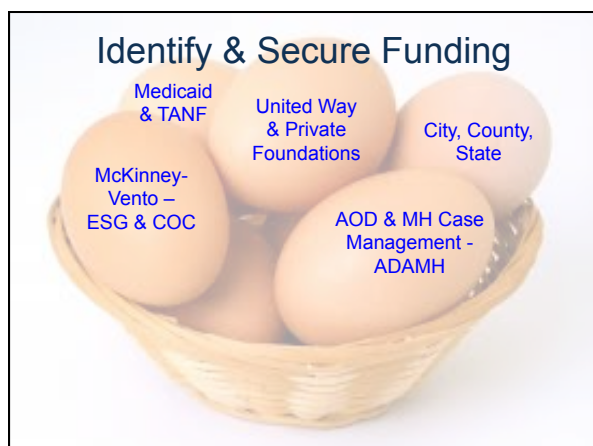 Identify & Secure Funding
Medicaid
& TANF
United Way
& Private
Foundations
City, County,
State
McKinney-
Vento –
ESG & COC
AOD & MH Case
Management -
ADAMH